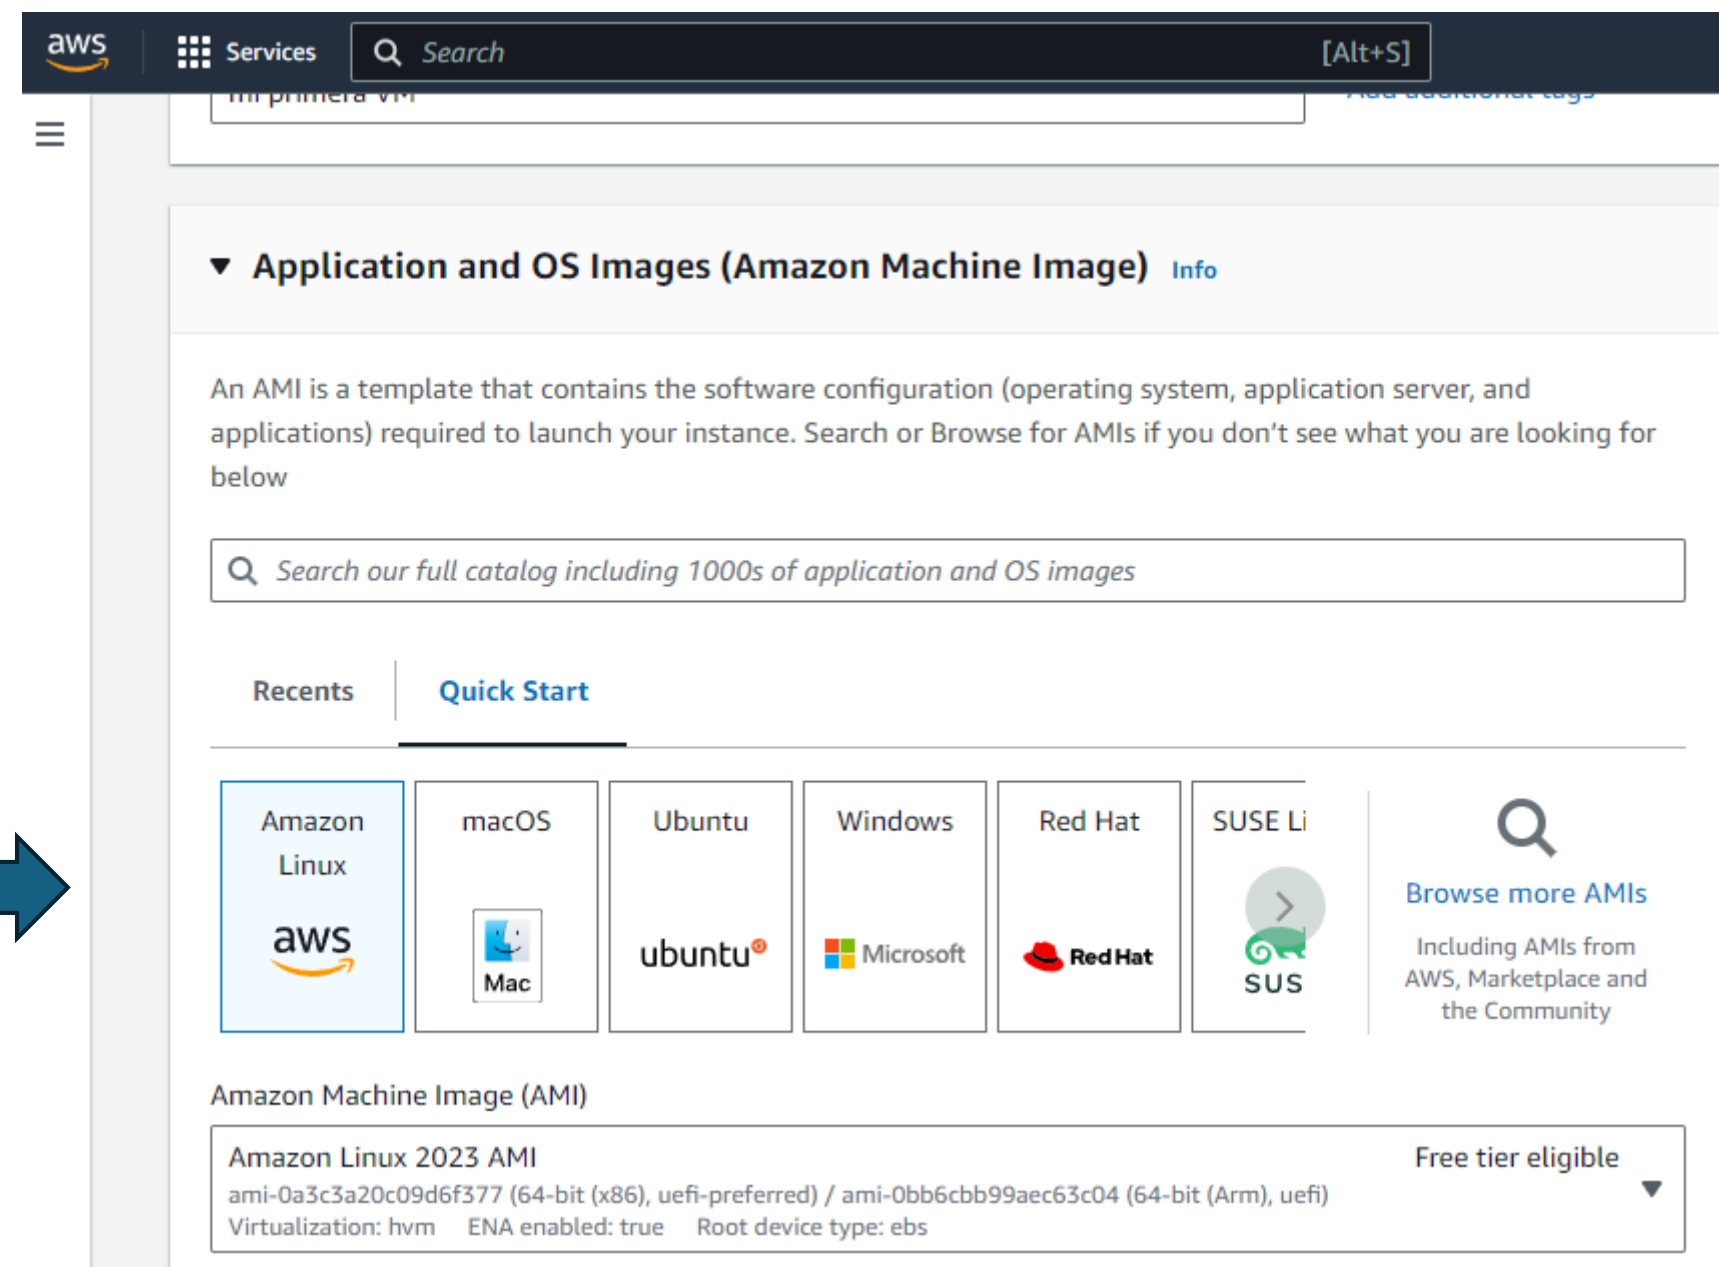 aws
Services
Search
[Alt+S]
mi primera VM
Add additional tags
Application and OS Images (Amazon Machine Image) Info
An AMI is a template that contains the software configuration (operating system, application server, and
applications) required to launch your instance. Search or Browse for AMIs if you don't see what you are looking for
below
Search our full catalog including 1000s of application and OS images
Recents
Quick Start
Amazon
Linux
aws
macOS
Mac
Ubuntu
ubuntu
Windows
Microsoft
Red Hat
Red Hat
SUSE Li
SUS
Browse more AMIs
Including AMIs from
AWS, Marketplace and
the Community
Amazon Machine Image (AMI)
Amazon Linux 2023 AMI
Free tier eligible
ami-0a3c3a20c09d6f377 (64-bit (x86), uefi-preferred) / ami-0bb6cbb99aec63c04 (64-bit (Arm), uefi)
Virtualization: hvm ENA enabled: true Root device type: ebs